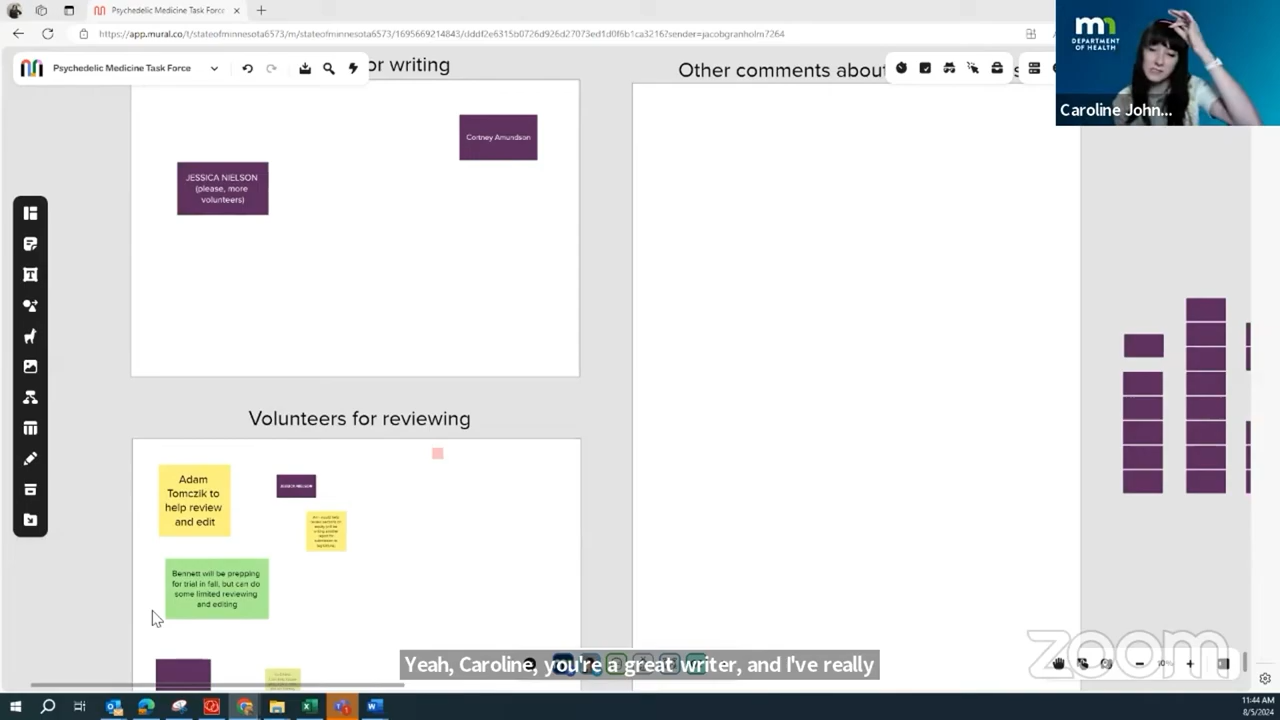 Psychedelic Medicine Task Force
https://app.mural.co/t/stateofminnesota6573/m/stateofminnesota6573/1695669214843/dddf2e6315b0726d926d27073ed1d0f6b1ca3216?sender=jacobgranholm7264
Psychedelic Medicine Task Force
or writing
Other comments about
DEPARTMENT
OF HEALTH
Caroline John...
Cortney Amundson
JESSICA NIELSON
(please, more
volunteers)
Volunteers for reviewing
Adam
Tomczik to
help review
and edit
JESSICA NIELSON
Bennett will be prepping
for trial in fall, but can do
some limited reviewing
and editing
Yeah, Caroline, you're a great writer, and I've really
zoom
11:44 AM
8/5/2024